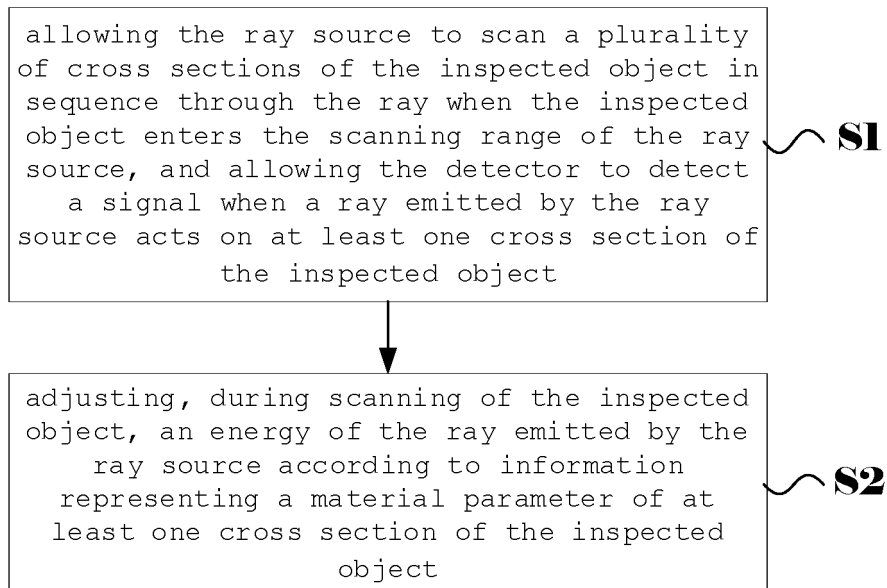 allowing the ray source to scan a plurality
of cross sections of the inspected object in
sequence through the ray when the inspected
object enters the scanning range of the ray
source, and allowing the detector to detect
a signal when a ray emitted by the ray
source acts on at least one cross section of
the inspected object
S1
adjusting, during scanning of the inspected
object, an energy of the ray emitted by the
ray source according to information
representing a material parameter of at
least one cross section of the inspected
object
S2